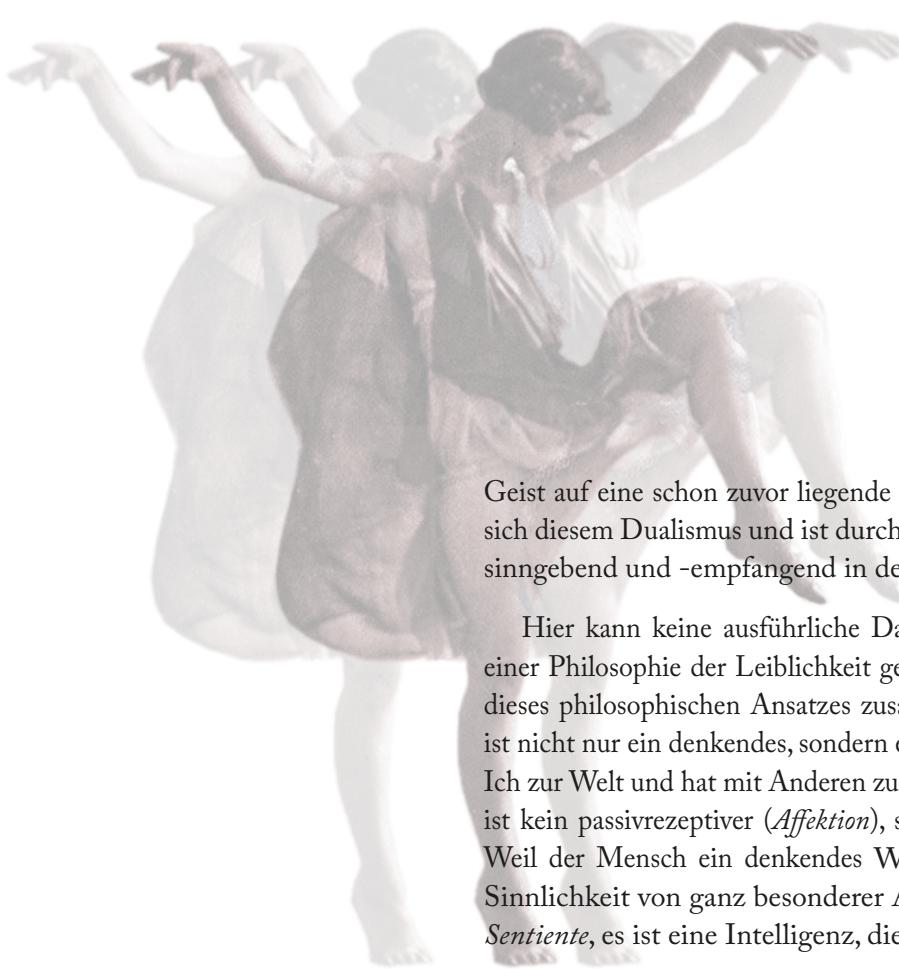 Geist auf eine schon zuvor liegende
sich diesem Dualismus und ist durch
sinngebend und -empfangend in de
Hier kann keine ausführliche Da
einer Philosophie der Leiblichkeit ge
dieses philosophischen Ansatzes zuss
ist nicht nur ein denkendes, sondern e
Ich zur Welt und hat mit Anderen zu
ist kein passivrezeptiver (Affektion), s
Weil der Mensch ein denkendes W
Sinnlichkeit von ganz besonderer A
Sentiente, es ist eine Intelligenz, die